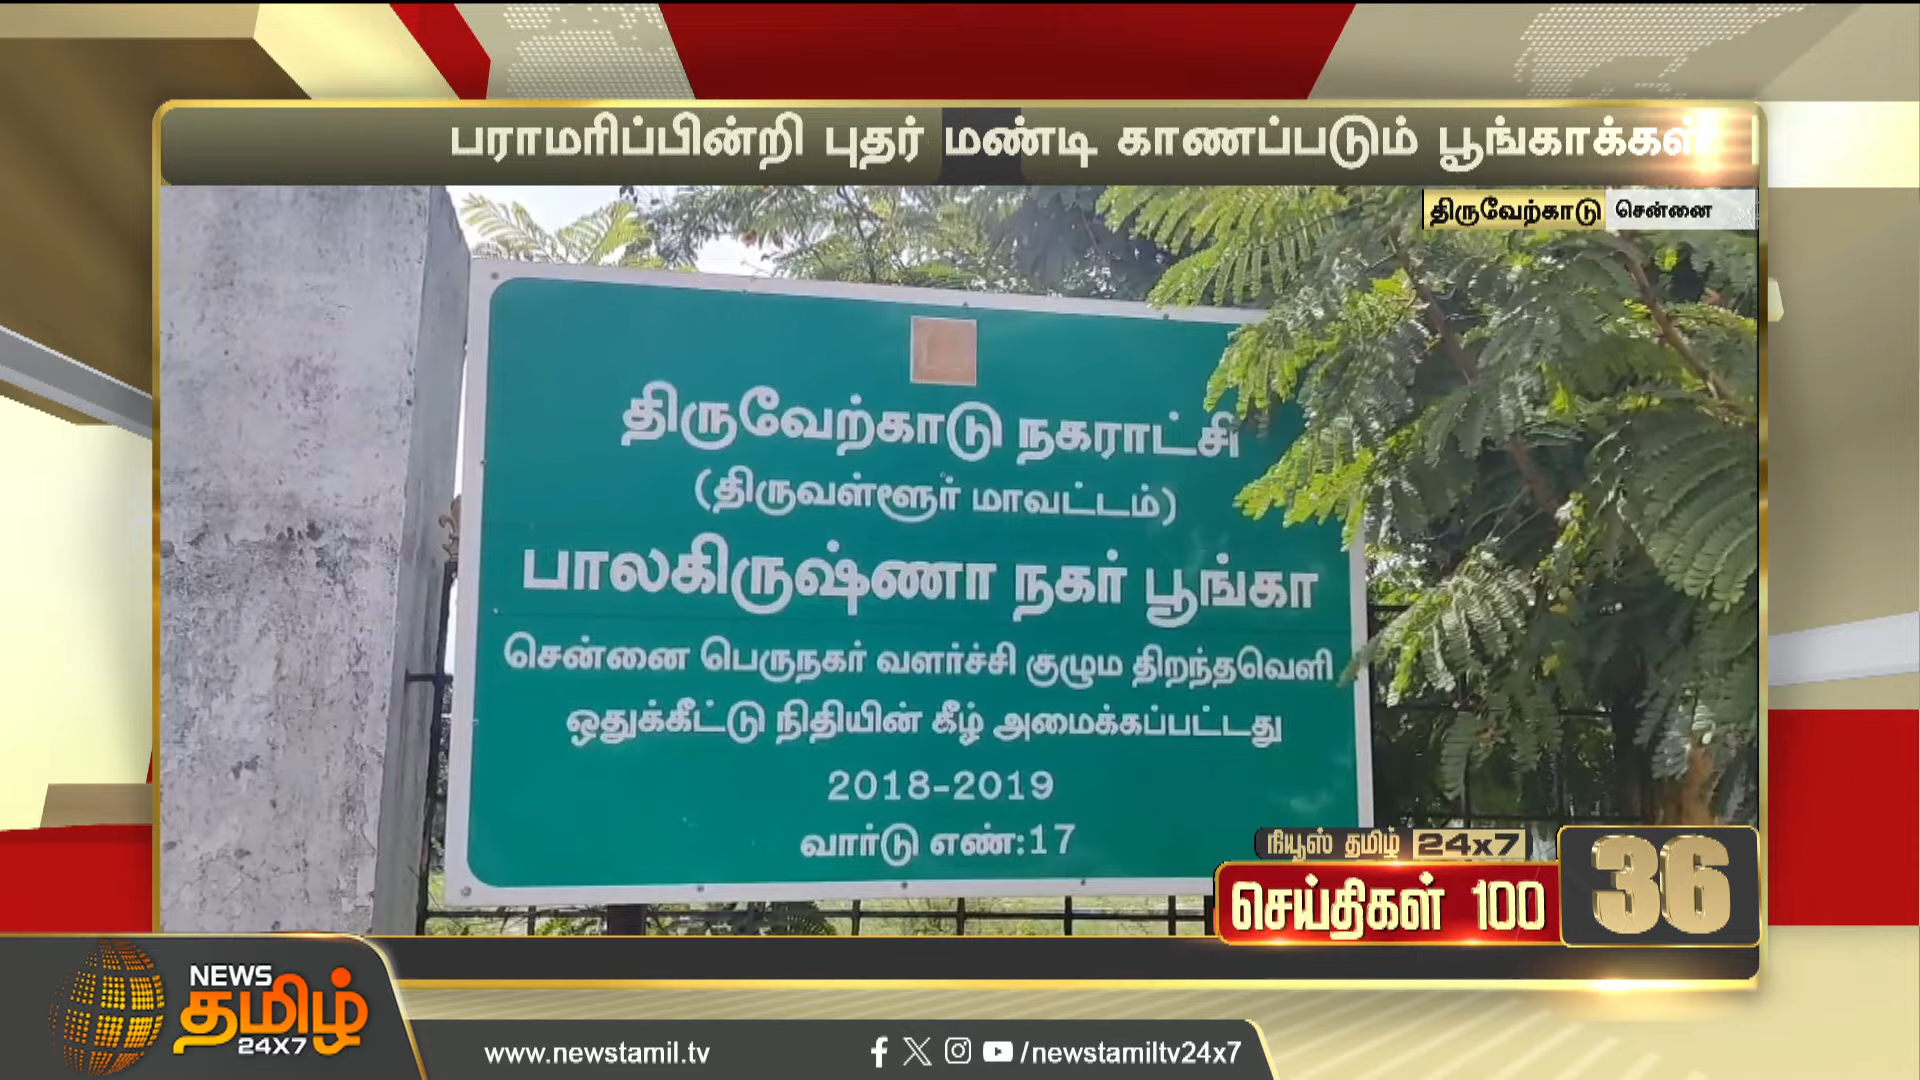 பராமரிப்பின்றி புதர் மண்டி காணப்படும் பூங்காக்கள்
திருவேற்காடு சென்னை
திருவேற்காடு நகராட்சி
(திருவள்ளூர் மாவட்டம்)
பாலகிருஷ்ணா நகர் பூங்கா
சென்னை பெருநகர் வளர்ச்சி குழும திறந்தவெளி
ஒதுக்கீட்டு நிதியின் கீழ் அமைக்கப்பட்டது
2018-2019
வார்டு எண்:17
நியூஸ் தமிழ் 24x7
செய்திகள் 100 36
NEWS
தமிழ்
24X7
www.newstamil.tv
/newstamiltv24x7